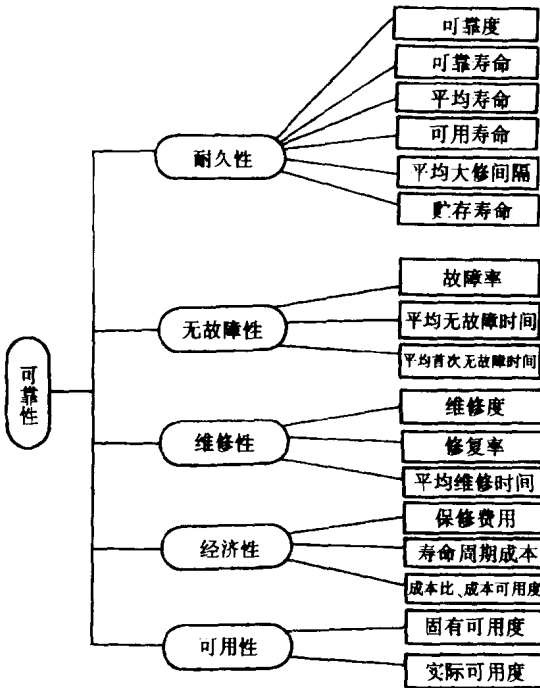 可靠性
耐久性
可靠度
可靠寿命
平均寿命
可用寿命
平均大修间隔
贮存寿命
无故障性
故障率
平均无故障时间
平均首次无故障时间
维修性
维修度
修复率
平均维修时间
经济性
保修费用
寿命周期成本
成本比、成本可用度
可用性
固有可用度
实际可用度